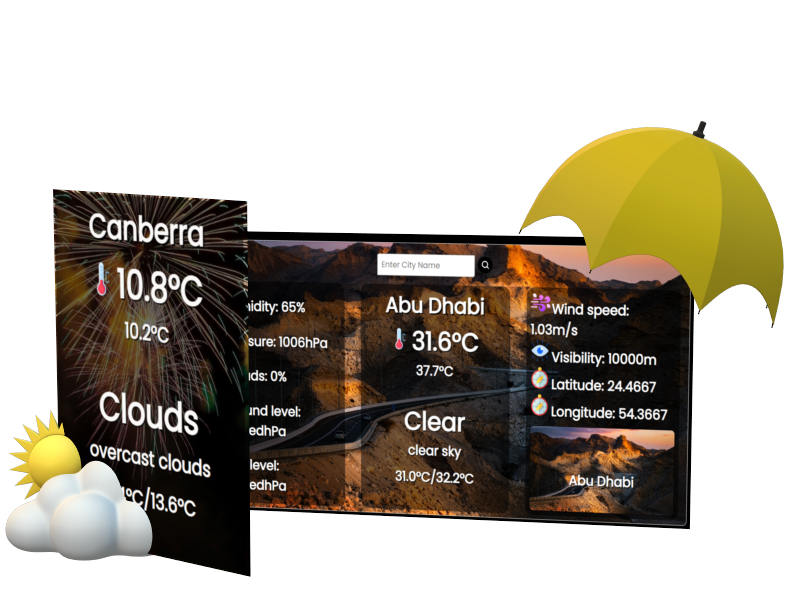 Canberra
10.8°C
10.2°C
Clouds
overcast clouds
°C/13.6°C
Enter City Name
idity: 65%
sure: 1006hPa
ds: 0%
und level:
edhPa
level:
edhPa
Abu Dhabi
31.6°C
37.7°C
Clear
clear sky
31.0°C/32.2°C
Wind speed:
1.03m/s
Visibility: 10000m
Latitude: 24.4667
Longitude: 54.3667
Abu Dhabi